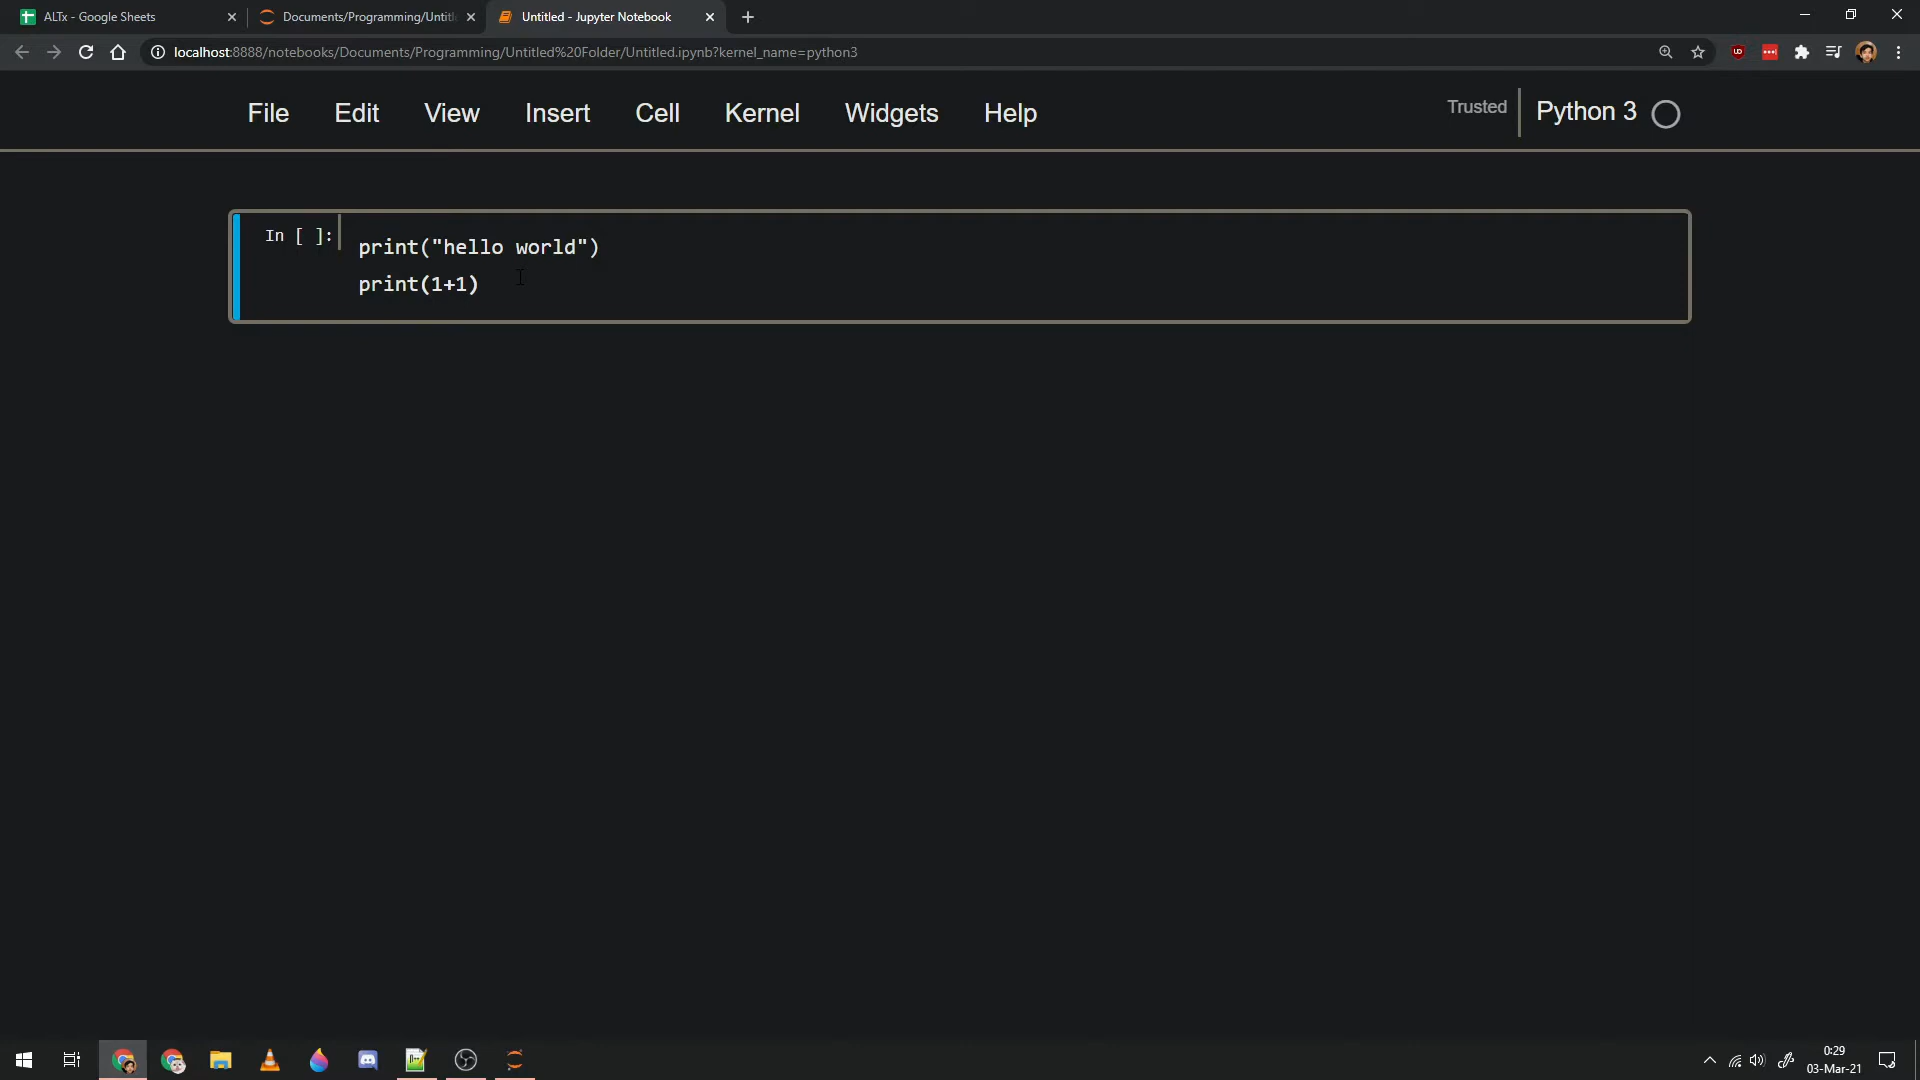 ALTx - Google Sheets
Documents/Programming/Untitl
Untitled - Jupyter Notebook
localhost:8888/notebooks/Documents/Programming/Untitled%20Folder/Untitled.ipynb?kernel_name=python3
File Edit View Insert Cell Kernel Widgets Help
Trusted
Python 3
In [ ]:
print("hello world")
print(1+1)
0:29
03-Mar-21